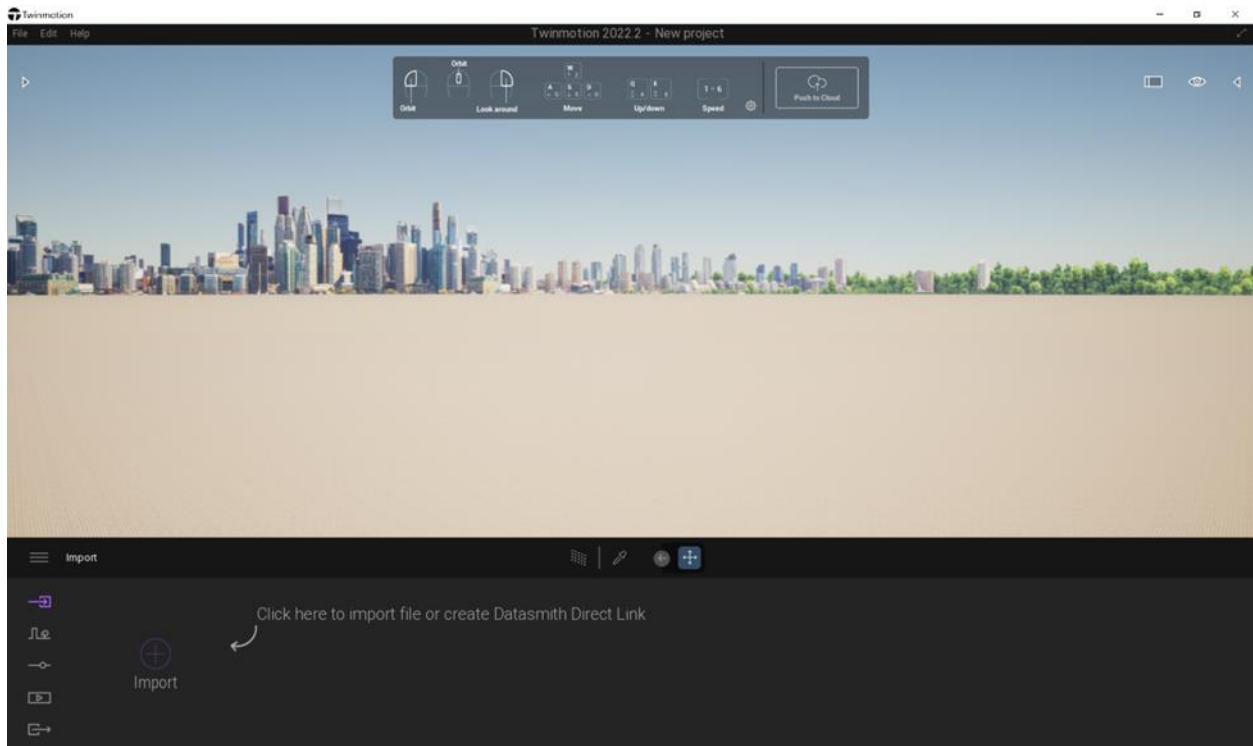 Twinmotion
File Edit Help
Twinmotion 2022.2 - New project
Orbit
W
A S D
Q E
1 - 6
Push to Cloud
Orbit
Look around
Move
Up/down
Speed
Import
Click here to import file or create Datasmith Direct Link
Import